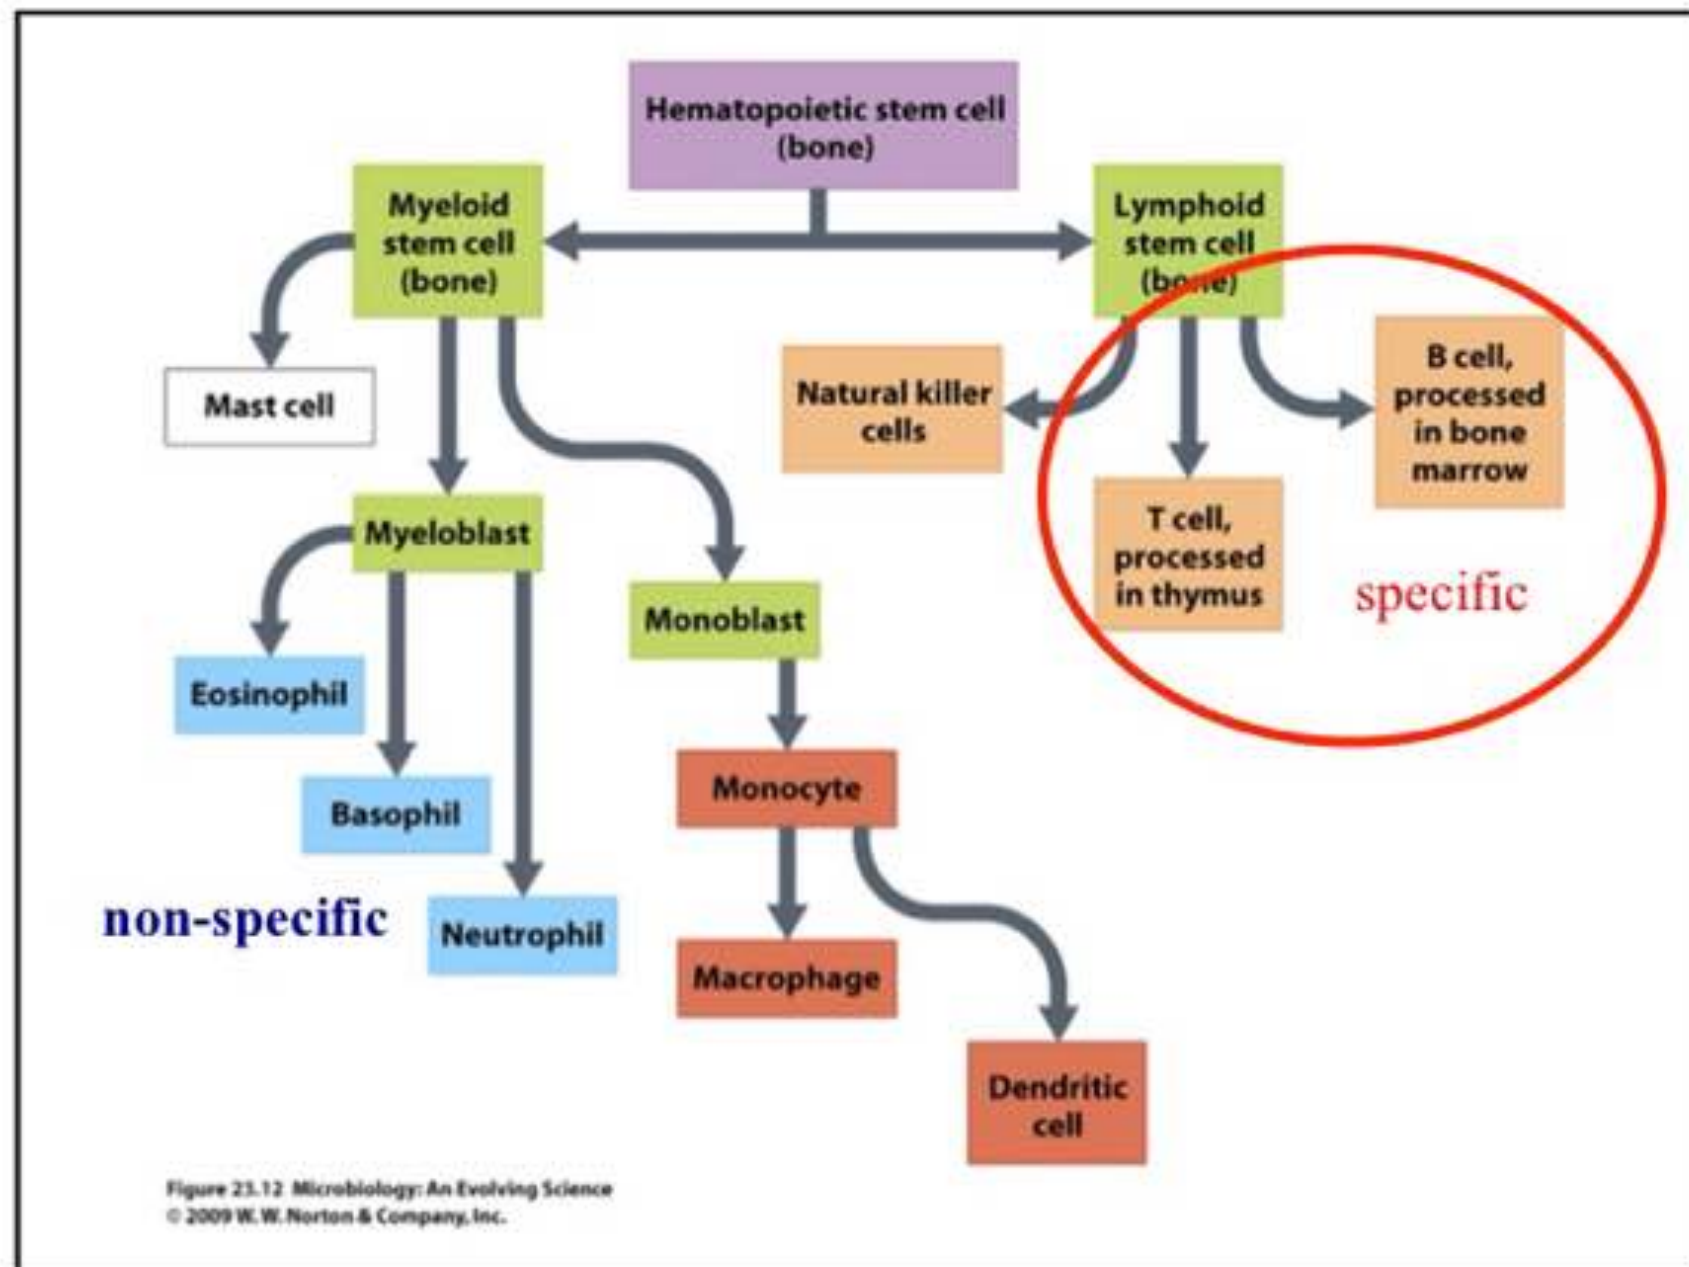 Hematopoietic stem cell
(bone)
Myeloid
stem cell
(bone)
Lymphoid
stem cell
(bone)
Mast cell
Natural killer
cells
B cell,
processed
in bone
marrow
T cell,
processed
in thymus
specific
Myeloblast
Monoblast
Eosinophil
Basophil
Neutrophil
non-specific
Monocyte
Macrophage
Dendritic
cell
Figure 23.12 Microbiology: An Evolving Science
© 2009 W. W. Norton & Company, Inc.